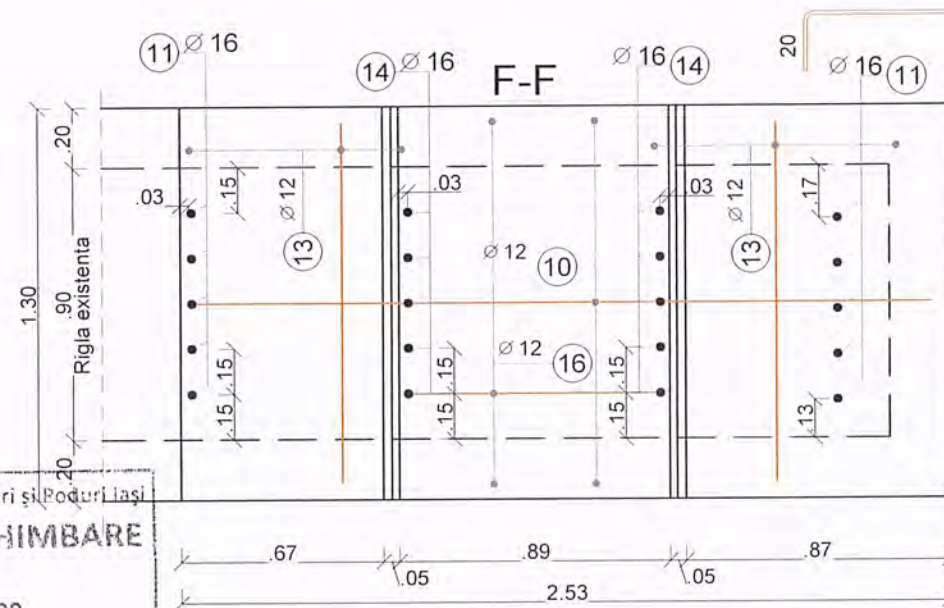 11 Ø 16
14 Ø 16
F-F
Ø 16 14
20
Ø 16 11
1.30
20
.90
.20
Rigla existenta
.03
.15
Ø 12
13
.03
Ø 12
10
Ø 12
16
.03
Ø 12
13
.17
.15
.15
.15
.15
.15
.15
.13
ri și Poduri Iași
HIMBARE
.67
.05
.89
.05
.87
2.53